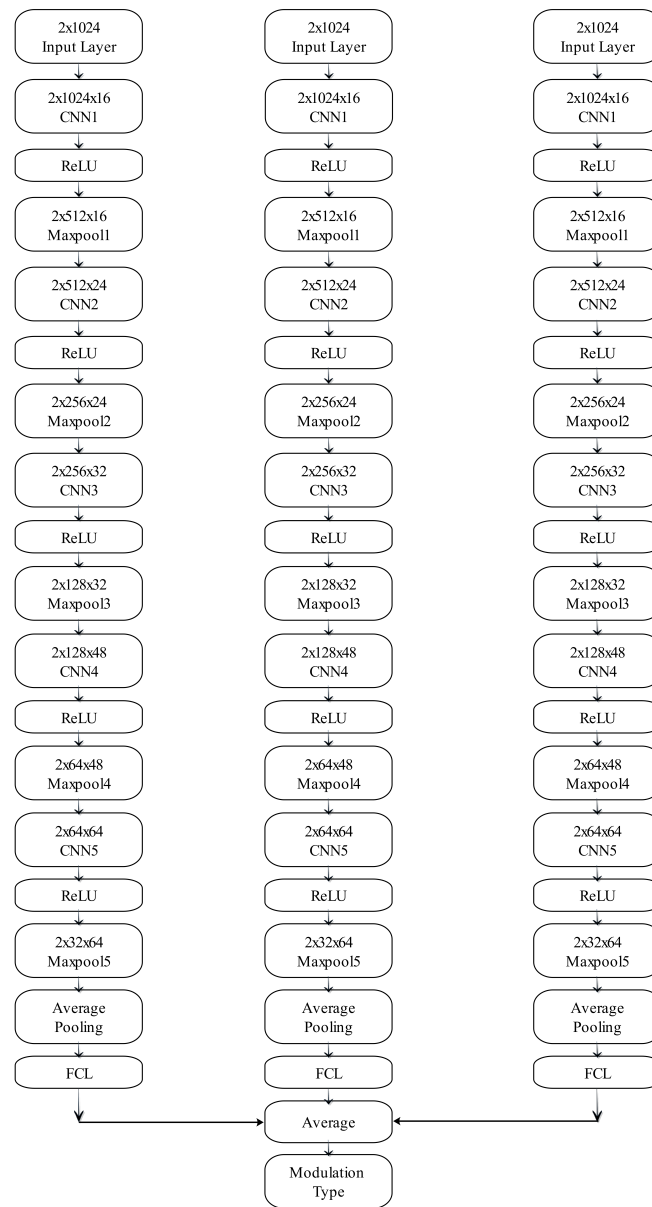 2x1024
Input Layer
2x1024x16
CNN1
ReLU
2x512x16
Maxpool1
2x512x24
CNN2
ReLU
2x256x24
Maxpool2
2x256x32
CNN3
ReLU
2x128x32
Maxpool3
2x128x48
CNN4
ReLU
2x64x48
Maxpool4
2x64x64
CNN5
ReLU
2x32x64
Maxpool5
Average
Pooling
FCL
2x1024
Input Layer
2x1024x16
CNN1
ReLU
2x512x16
Maxpool1
2x512x24
CNN2
ReLU
2x256x24
Maxpool2
2x256x32
CNN3
ReLU
2x128x32
Maxpool3
2x128x48
CNN4
ReLU
2x64x48
Maxpool4
2x64x64
CNN5
ReLU
2x32x64
Maxpool5
Average
Pooling
FCL
2x1024
Input Layer
2x1024x16
CNN1
ReLU
2x512x16
Maxpool1
2x512x24
CNN2
ReLU
2x256x24
Maxpool2
2x256x32
CNN3
ReLU
2x128x32
Maxpool3
2x128x48
CNN4
ReLU
2x64x48
Maxpool4
2x64x64
CNN5
ReLU
2x32x64
Maxpool5
Average
Pooling
FCL
Average
Modulation
Type